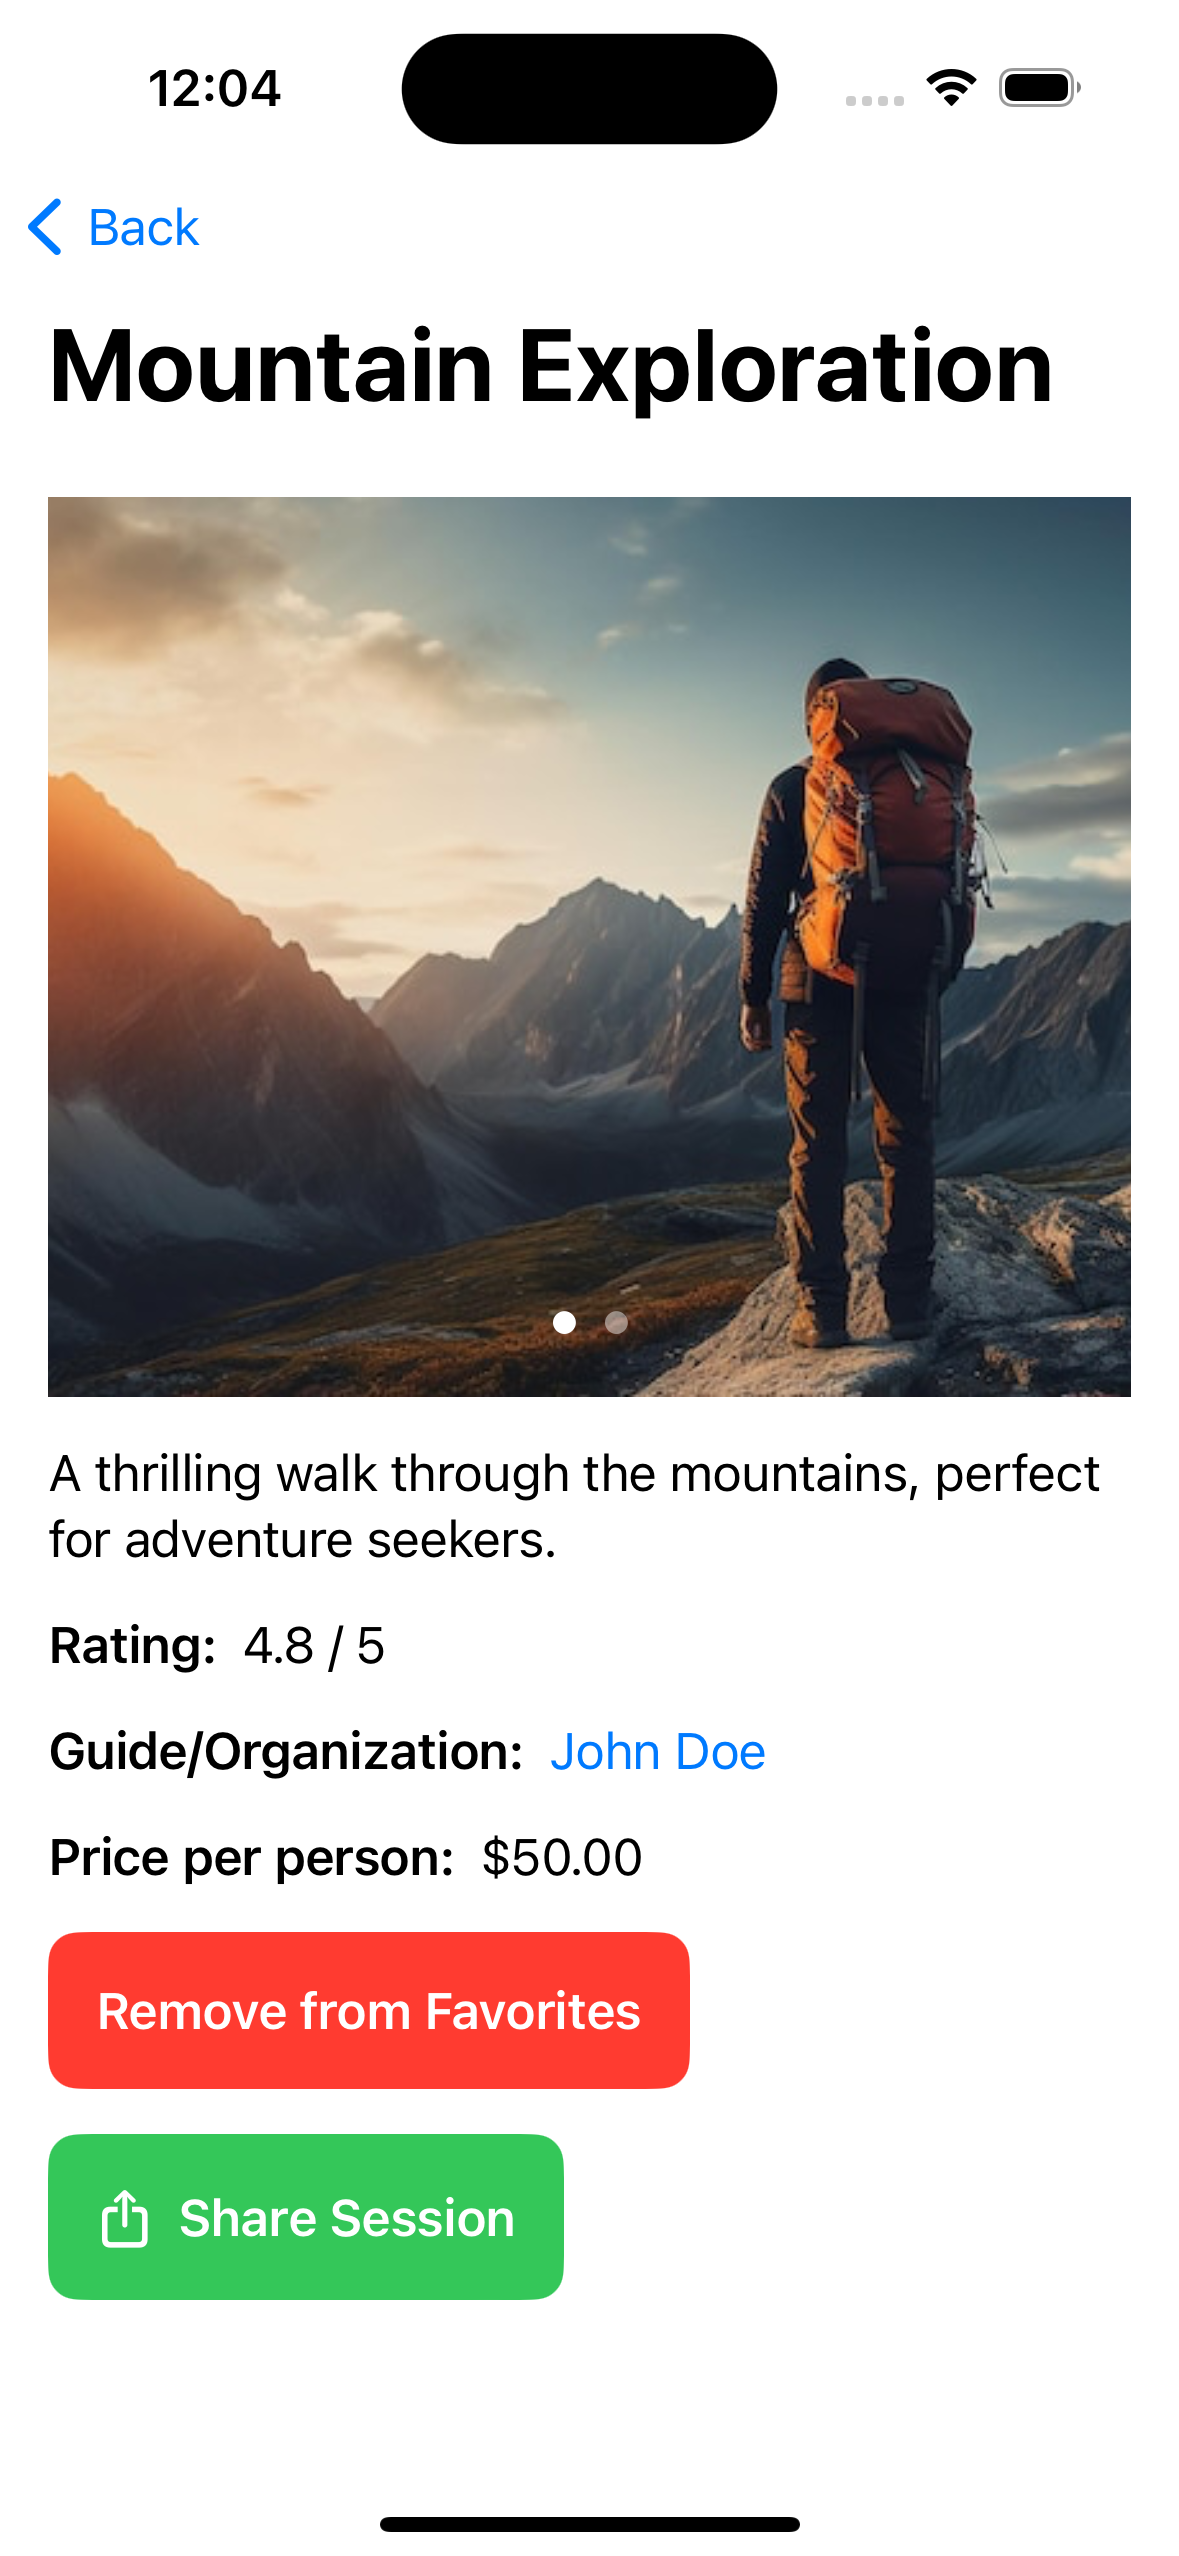 12:04
Back
Mountain Exploration
A thrilling walk through the mountains, perfect
for adventure seekers.
Rating: 4.8 / 5
Guide/Organization: John Doe
Price per person: $50.00
Remove from Favorites
Share Session